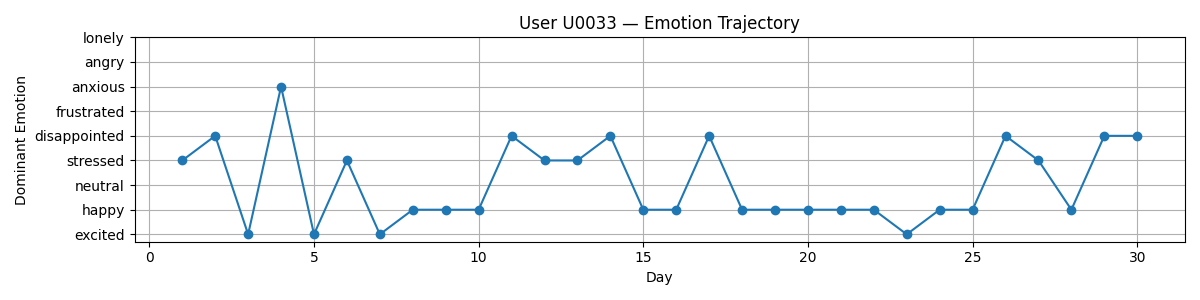 User U0033 — Emotion Trajectory
lonely
angry
anxious
frustrated
disappointed
stressed
neutral
happy
excited
Dominant Emotion
0 5 10 15 20 25 30
Day